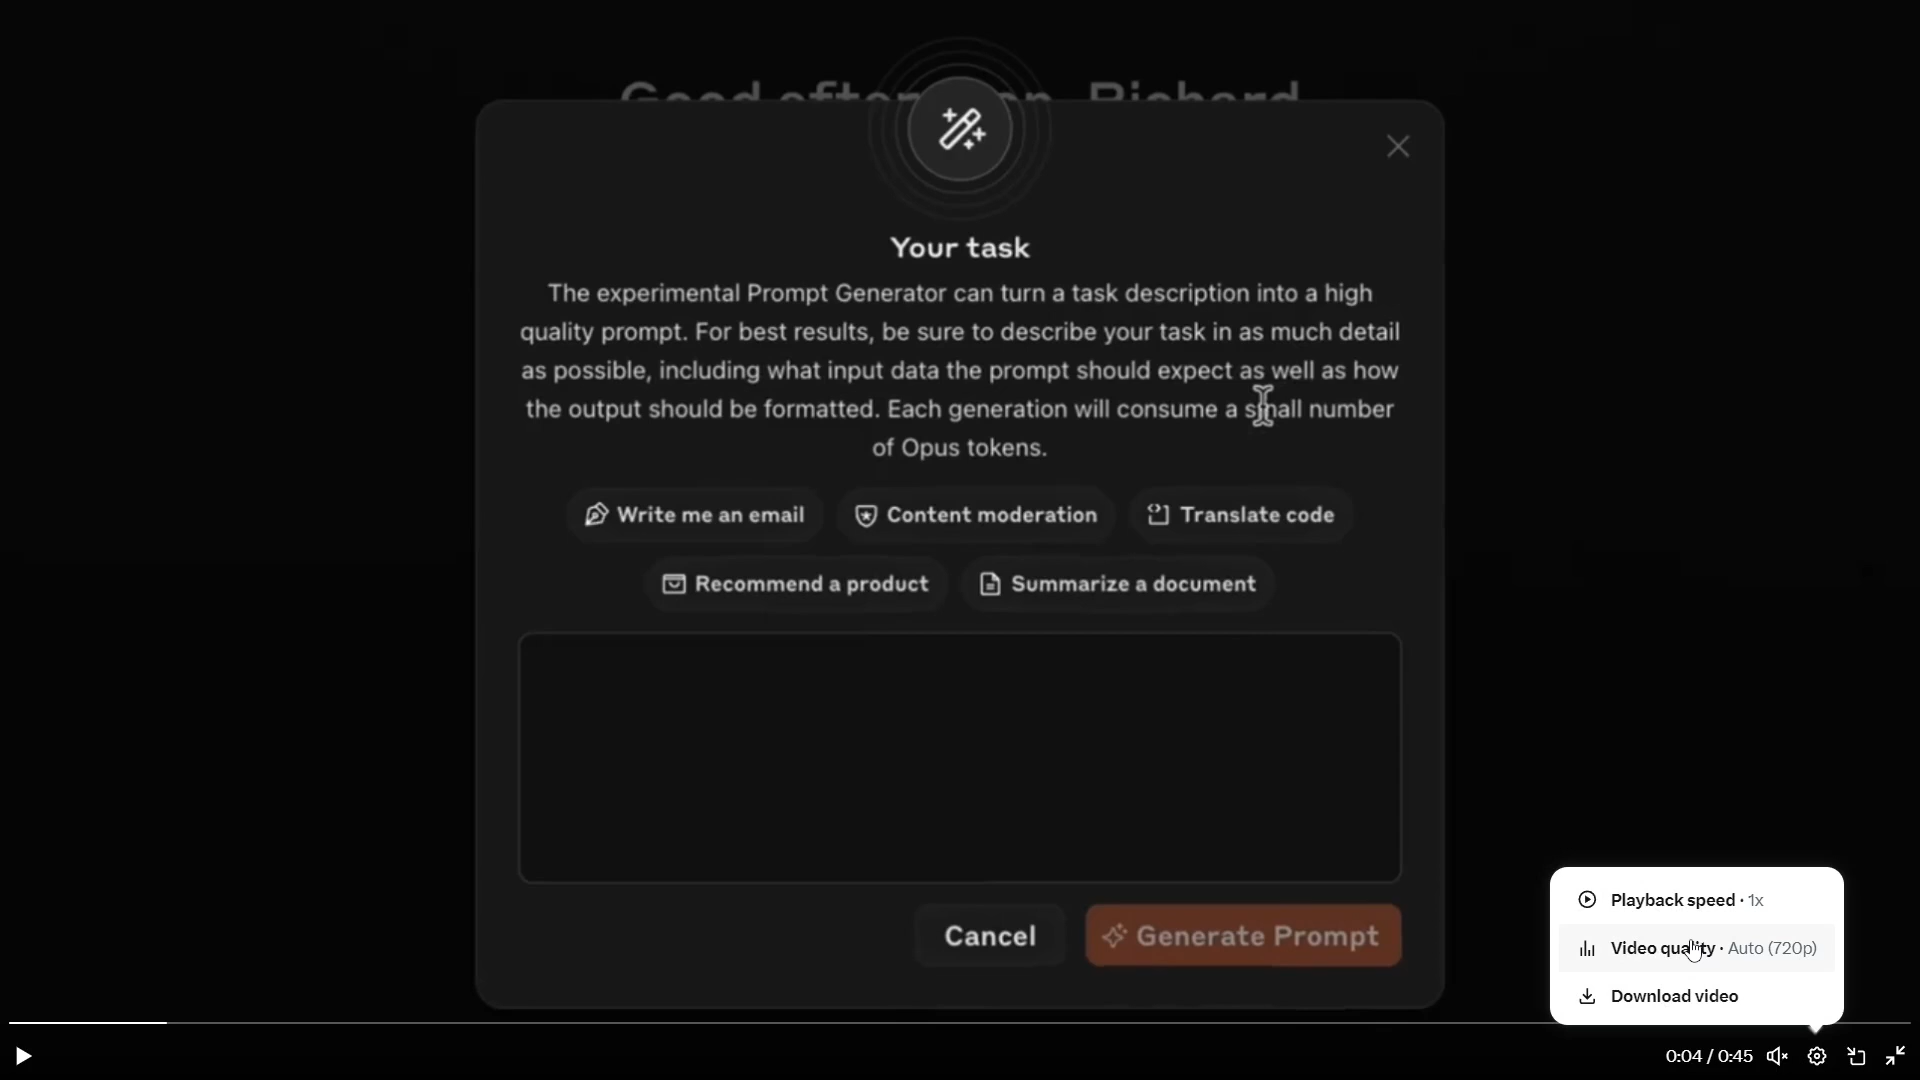 Good afternoon, Richard
Your task
The experimental Prompt Generator can turn a task description into a high
quality prompt. For best results, be sure to describe your task in as much detail
as possible, including what input data the prompt should expect as well as how
the output should be formatted. Each generation will consume a small number
of Opus tokens.
Write me an email
Content moderation
Translate code
Recommend a product
Summarize a document
Cancel
Generate Prompt
Playback speed · 1x
Video quality · Auto (720p)
Download video
0:04 / 0:45